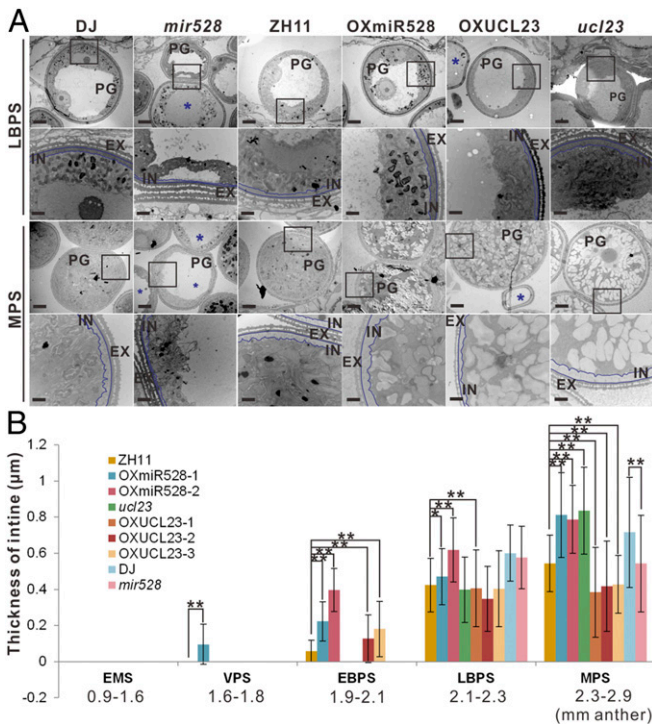 A
DJ mir528 ZH11 OXmiR528 OXUCL23 ucl23
LBPS
PG PG PG PG PG PG
* *
IN EX EX IN IN EX IN EX EX IN EX IN
MPS
PG PG PG PG PG PG
* * *
IN EX IN EX EX IN IN EX EX IN EX IN
B
Thickness of intine (μm)
1.2
1
0.8
0.6
0.4
0.2
0
-0.2
ZH11
OXmiR528-1
OXmiR528-2
ucl23
OXUCL23-1
OXUCL23-2
OXUCL23-3
DJ
mir528
**
** ** ** **
* ** **
** ** ** ** ** ** **
EMS VPS EBPS LBPS MPS
0.9-1.6 1.6-1.8 1.9-2.1 2.1-2.3 2.3-2.9
(mm anther)